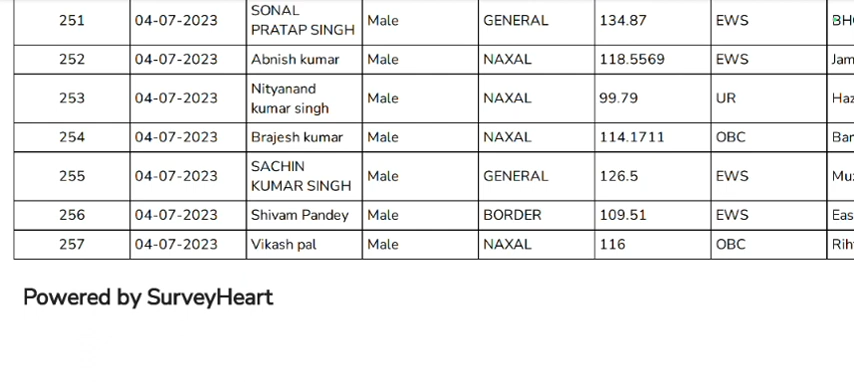 251 04-07-2023 SONAL PRATAP SINGH Male GENERAL 134.87 EWS
252 04-07-2023 Abnish kumar Male NAXAL 118.5569 EWS Jam
253 04-07-2023 Nityanand kumar singh Male NAXAL 99.79 UR Haz
254 04-07-2023 Brajesh kumar Male NAXAL 114.1711 OBC
255 04-07-2023 SACHIN KUMAR SINGH Male GENERAL 126.5 EWS
256 04-07-2023 Shivam Pandey Male BORDER 109.51 EWS Eas
257 04-07-2023 Vikash pal Male NAXAL 116 OBC
Powered by SurveyHeart